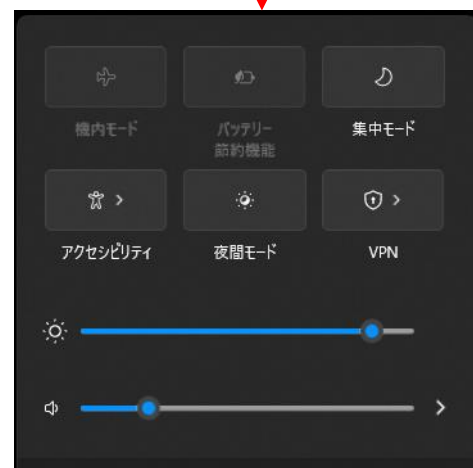 機内モード
バッテリー
節約機能
集中モード
アクセシビリティ
夜間モード
VPN